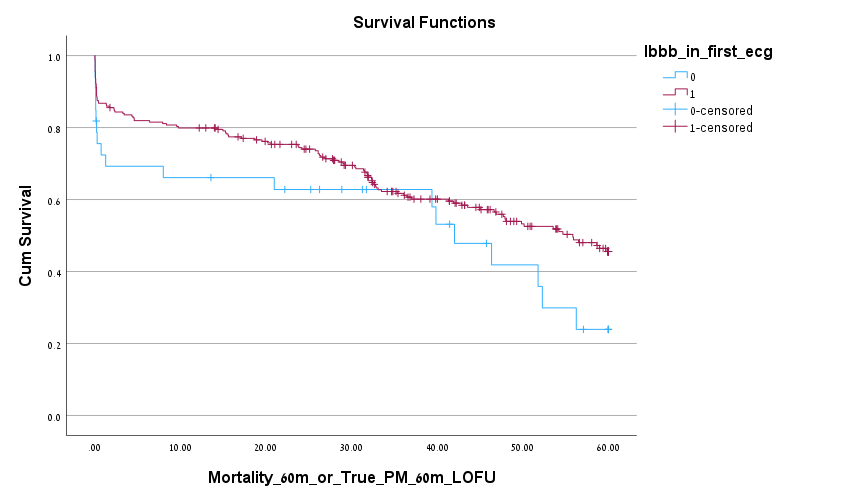 Survival Functions
lbbb_in_first_ecg
0
1
0-censored
1-censored
Cum Survival
1.0
0.8
0.6
0.4
0.2
0.0
.00 10.00 20.00 30.00 40.00 50.00 60.00
Mortality_60m_or_True_PM_60m_LOFU